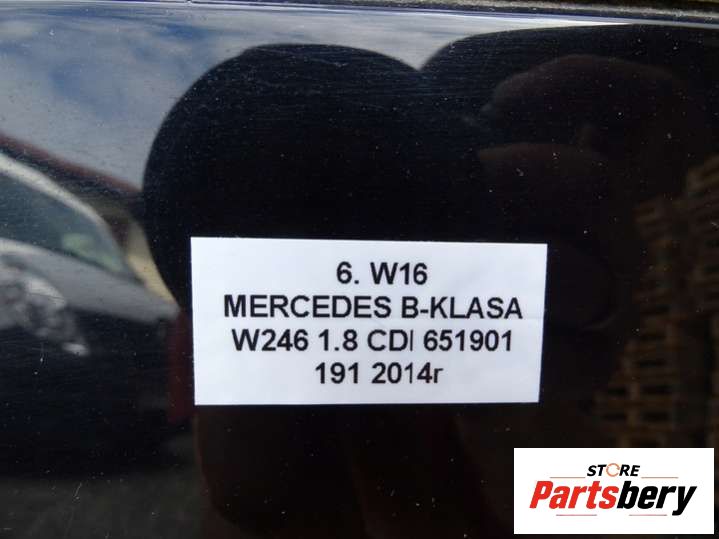 6. W16
MERCEDES B-KLASA
W246 1.8 CDI 651901
191 2014r
STORE
Partsbery